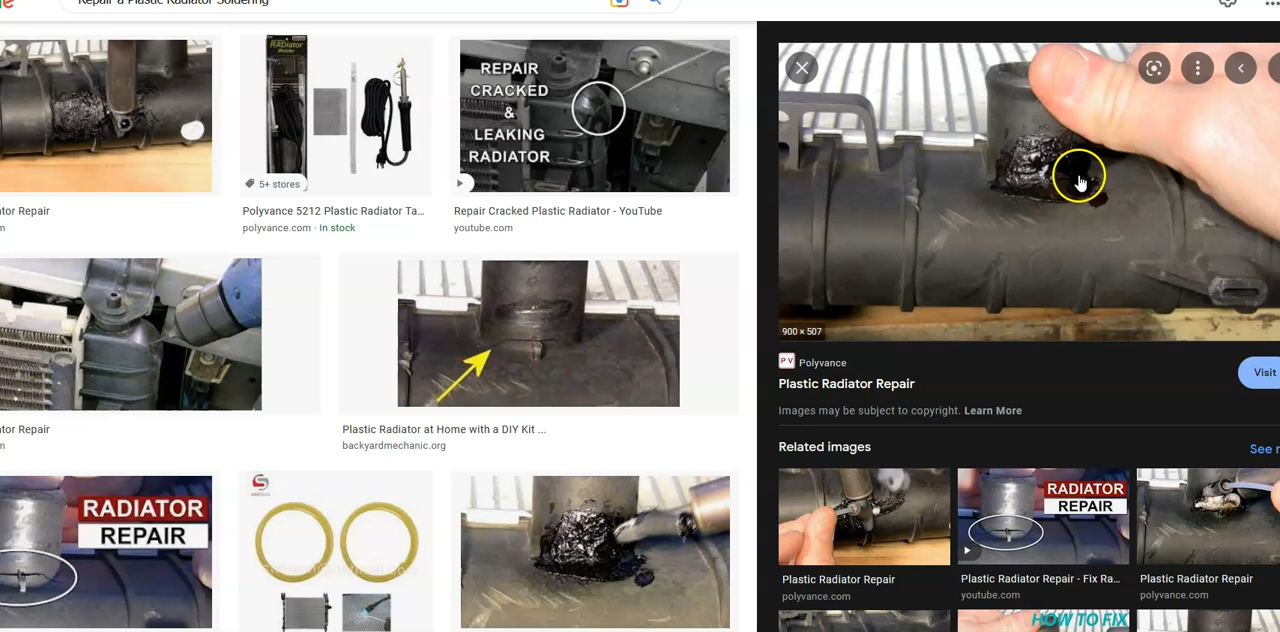 Repair a Plastic Radiator Soldering
RADiator
Welder
REPAIR
CRACKED
&
LEAKING
RADIATOR
5+ stores
tor Repair
Polyvance 5212 Plastic Radiator Ta...
polyvance.com · In stock
Repair Cracked Plastic Radiator - YouTube
youtube.com
tor Repair
Plastic Radiator at Home with a DIY Kit ...
backyardmechanic.org
RADIATOR
REPAIR
900 × 507
PV
Polyvance
Plastic Radiator Repair
Visit
Images may be subject to copyright. Learn More
Related images
See
RADIATOR
REPAIR
Plastic Radiator Repair
polyvance.com
Plastic Radiator Repair - Fix Ra...
youtube.com
Plastic Radiator Repair
polyvance.com
HOW TO FIX